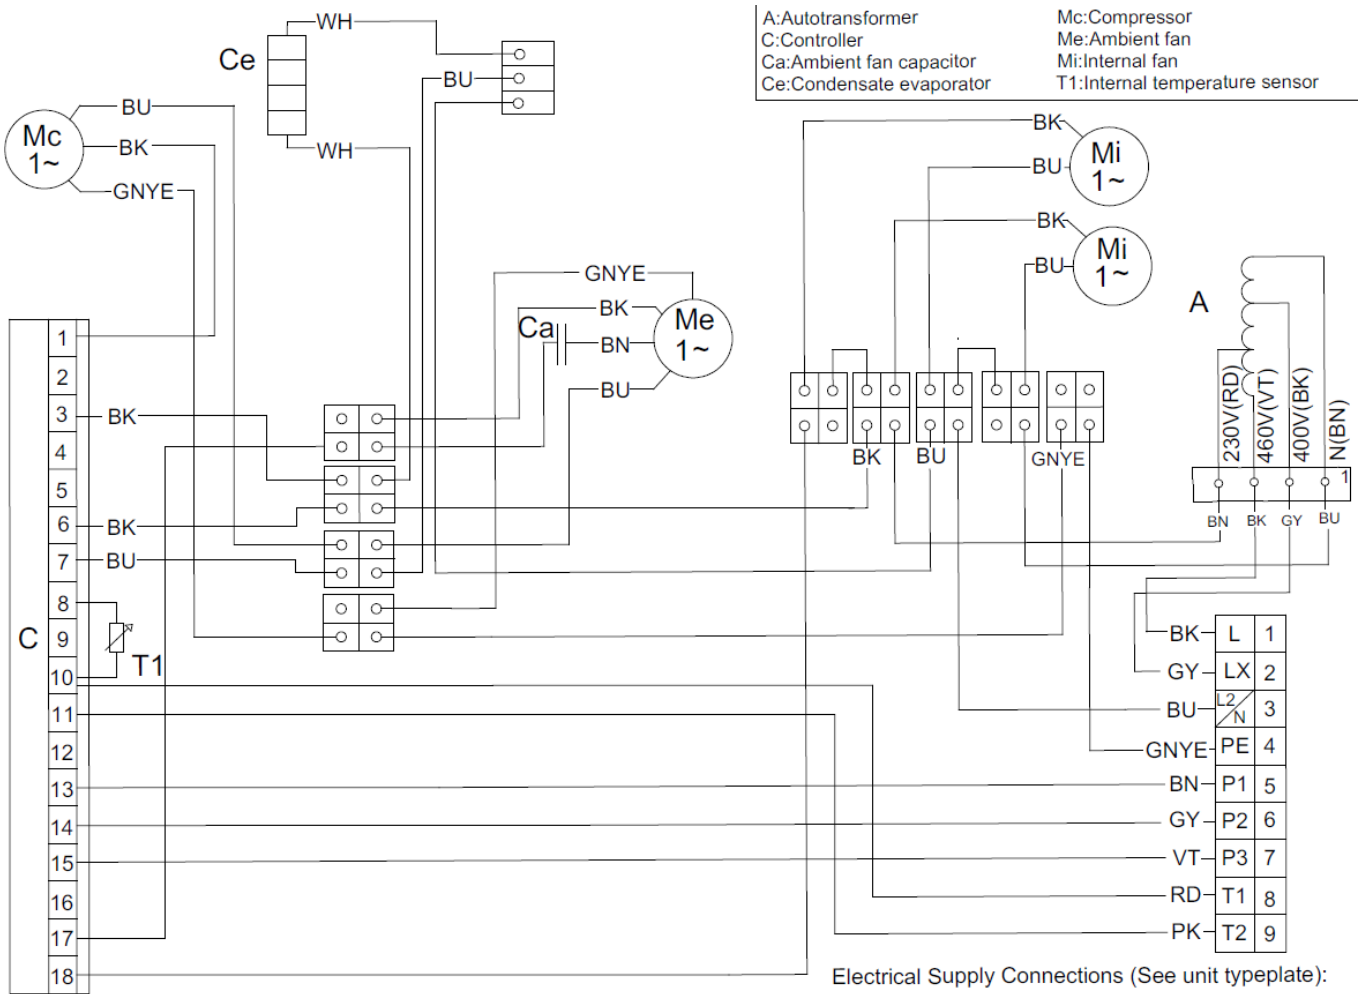 A:Autotransformer Mc:Compressor
C:Controller Me:Ambient fan
Ca:Ambient fan capacitor Mi:Internal fan
Ce:Condensate evaporator T1:Internal temperature sensor
WH
Ce
BU
WH
BU
Mc
1~
BK
GNYE
BK
Mi
1~
BU
BK
Mi
1~
BU
GNYE
BK
Ca
Me
1~
BN
BU
A
230V(RD)
460V(VT)
400V(BK)
N(BN)
1
BN BK GY BU
BK BU GNYE
C
1
2
3 BK
4
5
6 BK
7 BU
8
9
10
T1
11
12
13
14
15
16
17
18
BK L 1
GY LX 2
BU L2/N 3
GNYE PE 4
BN P1 5
GY P2 6
VT P3 7
RD T1 8
PK T2 9
Electrical Supply Connections (See unit typeplate):